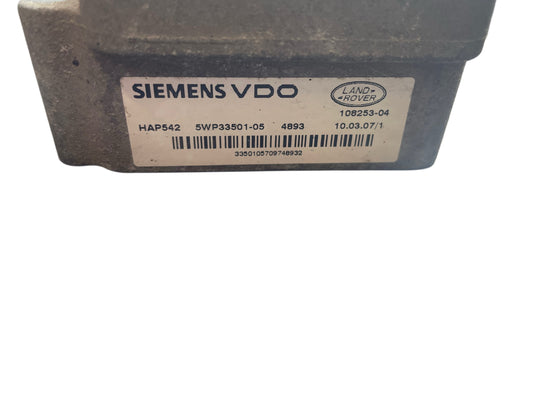 SIEMENS VDO
LAND
ROVER
108253-04
HAP542 5WP33501-05 4893 10.03.07/1
3350105709748932